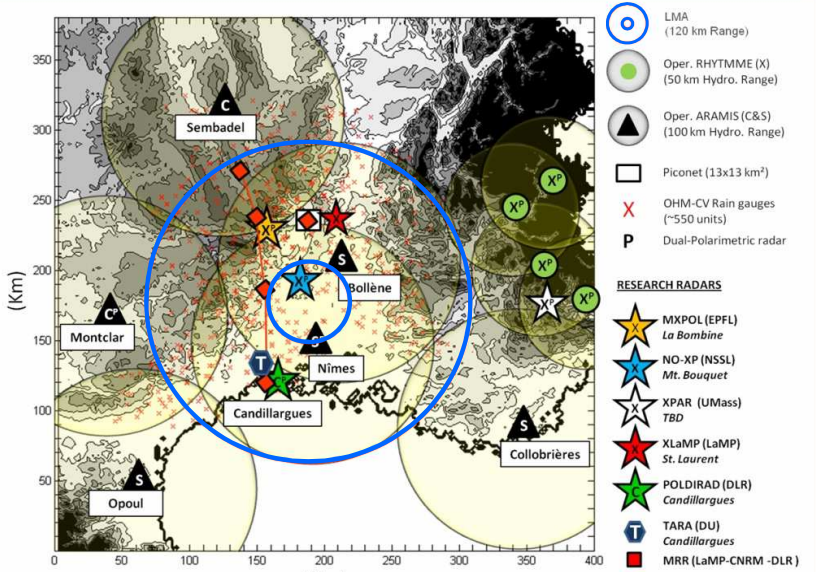 350
300
250
200
150
100
50
0
(Km)
0
50
100
150
200
250
300
350
400
C
Sembadel
S
Bollène
CP
Montclar
S
Nîmes
T
CP
Candillargues
S
Opoul
S
Collobrières
XP
X
X
XP
XP
XP
XP
XP
LMA
(120 km Range)
Oper. RHYTMME (X)
(50 km Hydro. Range)
Oper. ARAMIS (C&S)
(100 km Hydro. Range)
Piconet (13x13 km²)
X
OHM-CV Rain gauges
(~550 units)
P
Dual-Polarimetric radar
RESEARCH RADARS
X
MXPOL (EPFL)
La Bombine
X
NO-XP (NSSL)
Mt. Bouquet
X
XPAR (UMass)
TBD
X
XLaMP (LaMP)
St. Laurent
C
POLDIRAD (DLR)
Candillargues
T
TARA (DU)
Candillargues
MRR (LaMP-CNRM -DLR )